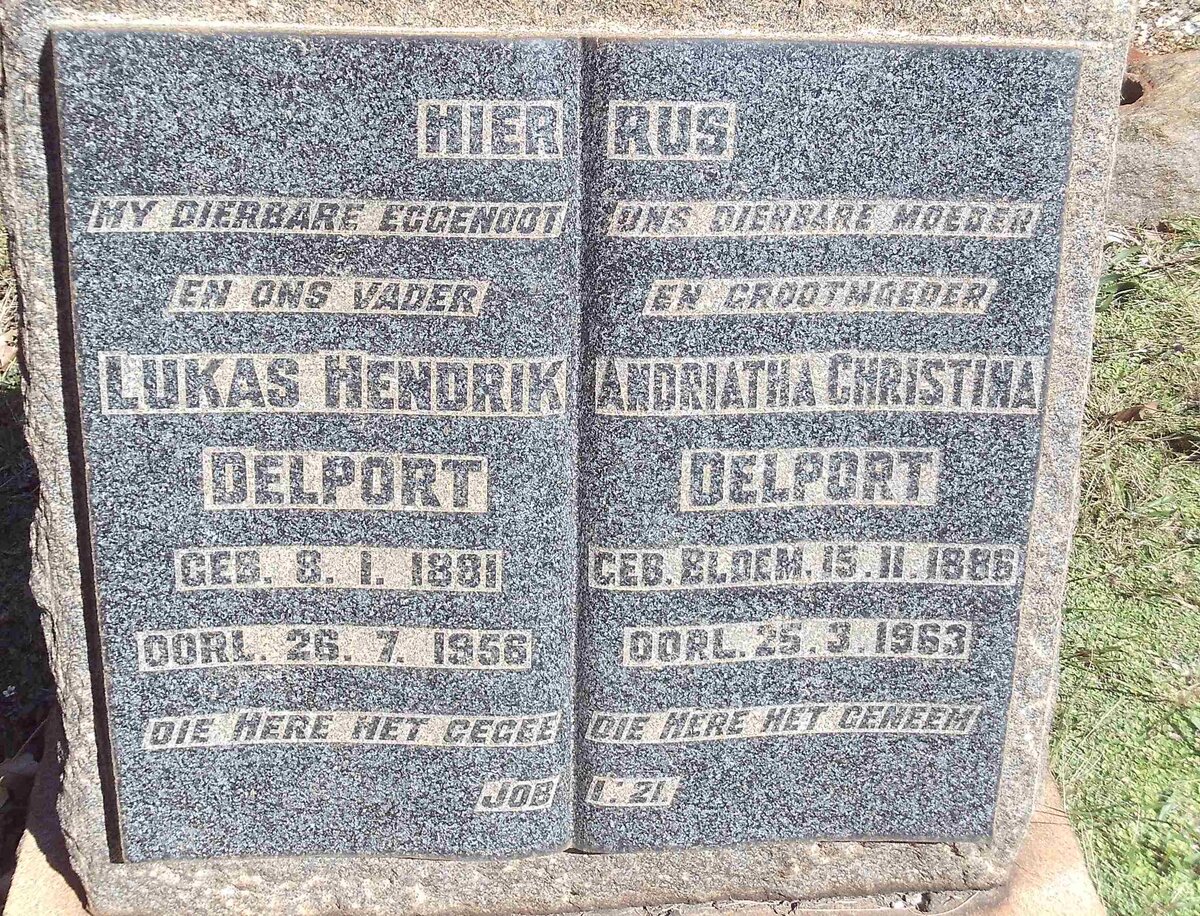 HIER RUS
MY DIERBARE EGGENOOT
EN ONS VADER
LUKAS HENDRIK
DELPORT
GEB. 8. 1. 1881
OORL. 26. 7. 1956
DIE HERE HET GEGEE
JOB
ONS DIERBARE MOEDER
EN GROOTMOEDER
ANDRIATHA CHRISTINA
DELPORT
GEB. BLOEM. 15. 11. 1886
OORL. 25. 3. 1963
DIE HERE HET GENEEM
1: 21.